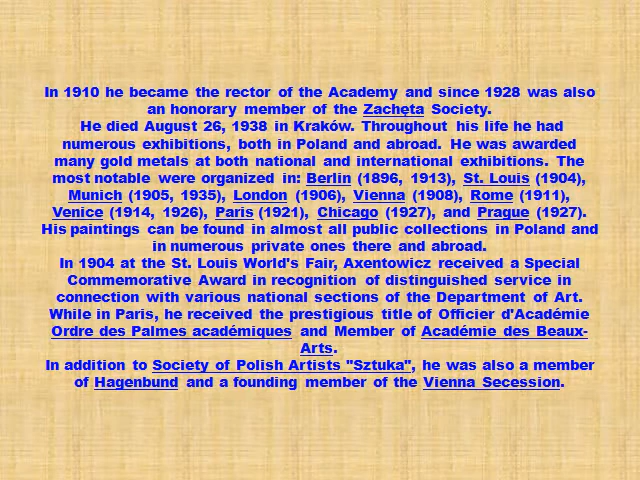 In 1910 he became the rector of the Academy and since 1928 was also
an honorary member of the Zachęta Society.
He died August 26, 1938 in Kraków. Throughout his life he had
numerous exhibitions, both in Poland and abroad. He was awarded
many gold metals at both national and international exhibitions. The
most notable were organized in: Berlin (1896, 1913), St. Louis (1904),
Munich (1905, 1935), London (1906), Vienna (1908), Rome (1911),
Venice (1914, 1926), Paris (1921), Chicago (1927), and Prague (1927).
His paintings can be found in almost all public collections in Poland and
in numerous private ones there and abroad.
In 1904 at the St. Louis World's Fair, Axentowicz received a Special
Commemorative Award in recognition of distinguished service in
connection with various national sections of the Department of Art.
While in Paris, he received the prestigious title of Officier d'Académie
Ordre des Palmes académiques and Member of Académie des Beaux-
Arts.
In addition to Society of Polish Artists "Sztuka", he was also a member
of Hagenbund and a founding member of the Vienna Secession.